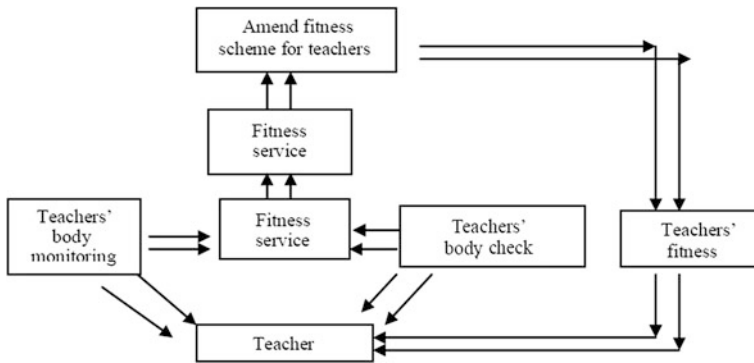 Amend fitness
scheme for teachers
Fitness
service
Teachers’
body
monitoring
Fitness
service
Teachers’
body check
Teachers’
fitness
Teacher